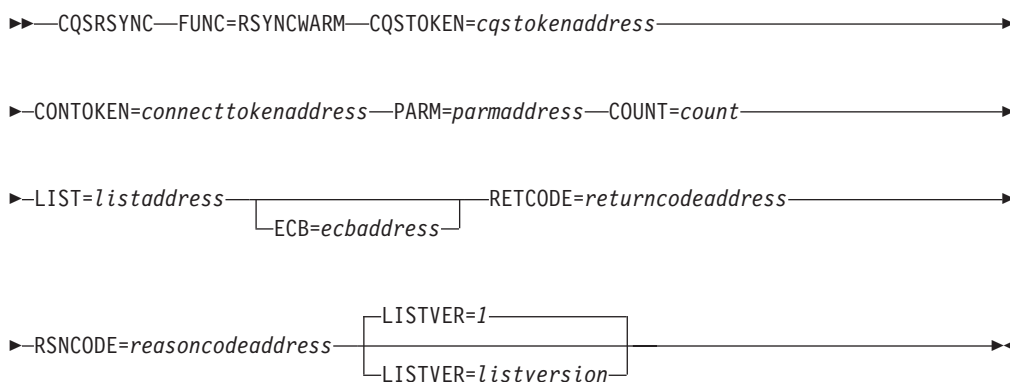 CQSRSYNC FUNC=RSYNCWARM CQSTOKEN=cqstokenaddress
CONTOKEN=connecttokenaddress PARM=parmaddress COUNT=count
LIST=listaddress RETCODE=returncodeaddress
ECB=ecbaddress
LISTVER=1
RSNCODE=reasoncodeaddress
LISTVER=listversion